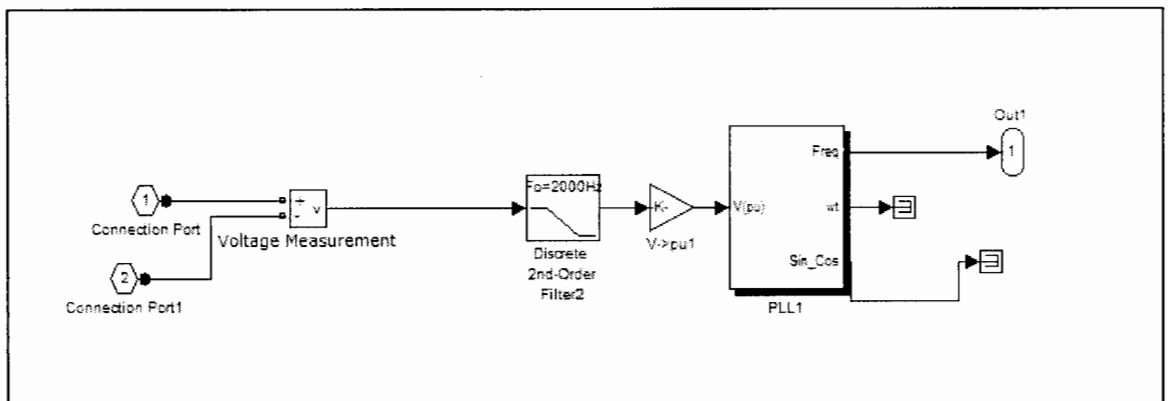 Out1
1
Freq
Fo=2000Hz
1
+
-
v
K-
V(pu)
wt
Connection Port
Voltage Measurement
V->pu1
Discrete
2nd-Order
Filter2
Sin_Cos
2
Connection Port1
PLL1